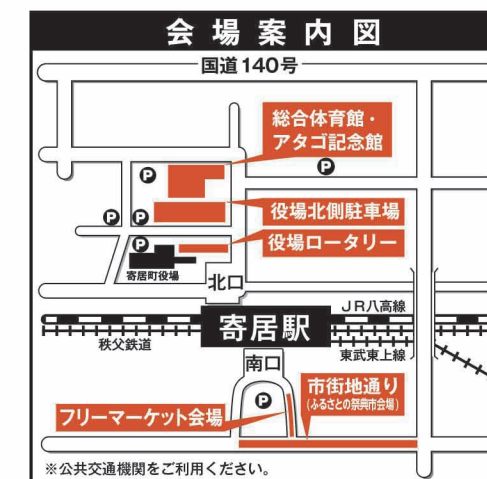 会場案内図
国道140号
総合体育館・
アタゴ記念館
P
P
役場北側駐車場
P
P
役場ロータリー
P
寄居町役場
北口
JR八高線
寄居駅
秩父鉄道
東武東上線
南口
市街地通り
(ふるさとの祭典市会場)
P
フリーマーケット会場
※公共交通機関をご利用ください。